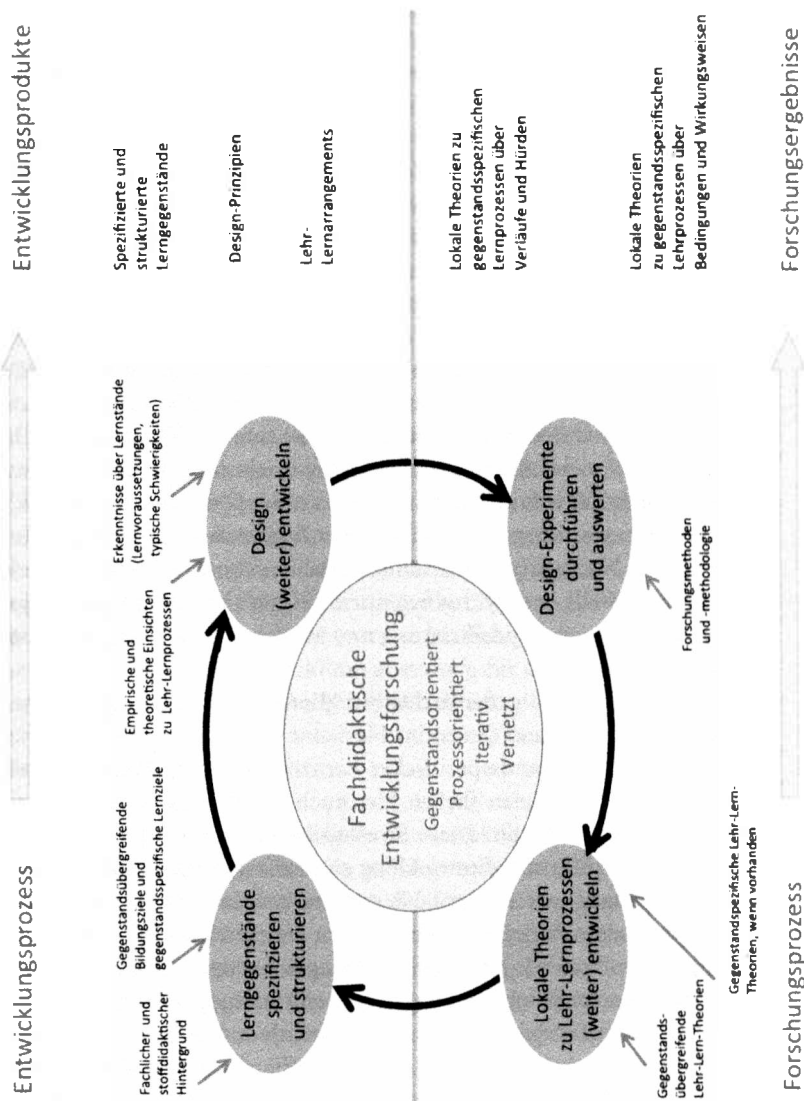 Entwicklungsprozess
Entwicklungsprodukte
Fachlicher und
stoffdidaktischer
Hintergrund
Gegenstandsübergreifende
Bildungsziele und
gegenstandsspezifische Lernziele
Empirische und
theoretische Einsichten
zu Lehr-Lernprozessen
Erkenntnisse über Lernstände
(Lernvoraussetzungen,
typische Schwierigkeiten)
Spezifizierte und
strukturierte
Lerngegenstände
Design-Prinzipien
Lehr-
Lernarrangements
Lerngegenstände
spezifizieren
und strukturieren
Design
(weiter) entwickeln
Fachdidaktische
Entwicklungsforschung
Gegenstandsorientiert
Prozessorientiert
Iterativ
Vernetzt
Lokale Theorien
zu Lehr-Lernprozessen
(weiter) entwickeln
Design-Experimente
durchführen
und auswerten
Lokale Theorien zu
gegenstandsspezifischen
Lernprozessen über
Verläufe und Hürden
Lokale Theorien
zu gegenstandsspezifischen
Lehrprozessen über
Bedingungen und Wirkungsweisen
Gegenstands-
übergreifende
Lehr-Lern-Theorien
Gegenstandspezifische Lehr-Lern-
Theorien, wenn vorhanden
Forschungsmethoden
und -methodologie
Forschungsprozess
Forschungsergebnisse